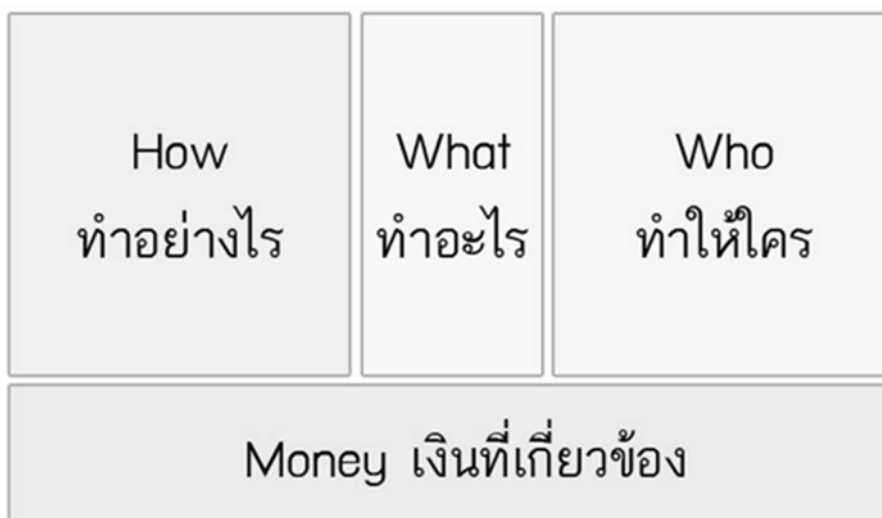 How
ทำอย่างไร
What
ทำอะไร
Who
ทำให้ใคร
Money เงินที่เกี่ยวข้อง